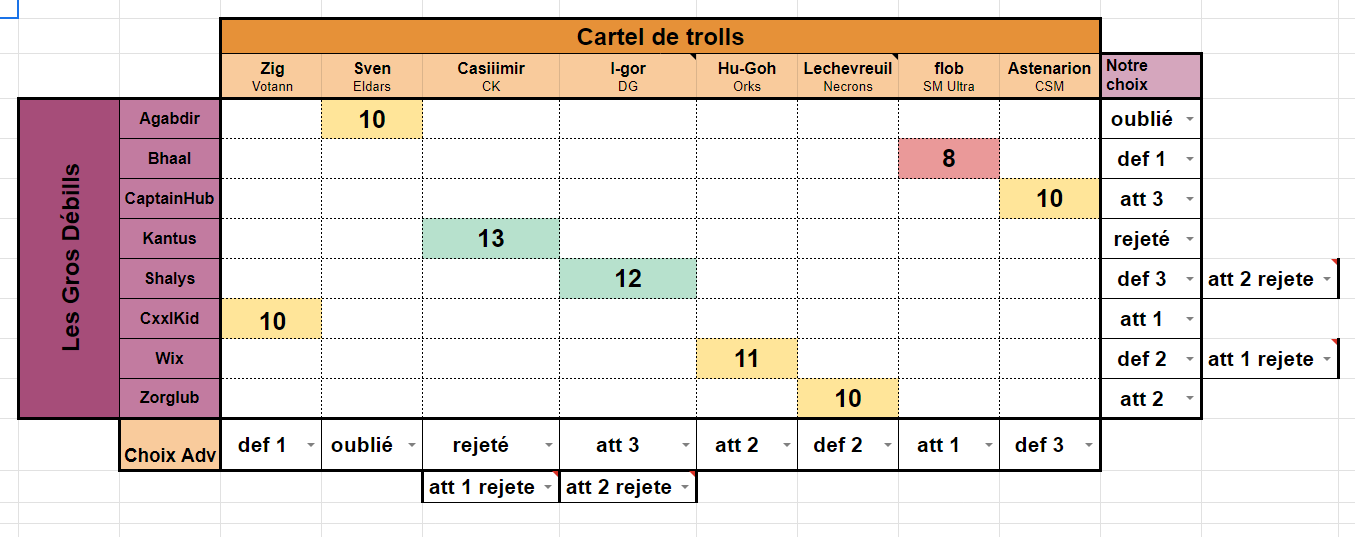 Cartel de trolls
Zig Sven Casiiimir I-gor Hu-Goh Lechevreuil flob Astenarion Notre
Votann Eldars CK DG Orks Necrons SM Ultra CSM choix
Les Gros Débills
Agabdir 10 oublié
Bhaal 8 def 1
CaptainHub 10 att 3
Kantus 13 rejeté
Shalys 12 def 3 att 2 rejete
CxxlKid 10 att 1
Wix 11 def 2 att 1 rejete
Zorglub 10 att 2
Choix Adv def 1 oublié rejeté att 3 att 2 def 2 att 1 def 3
att 1 rejete att 2 rejete